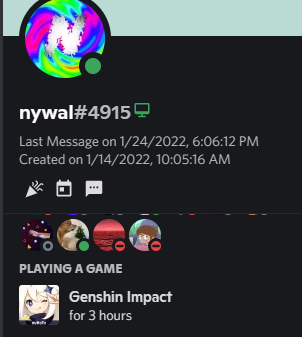 nywal#4915
Last Message on 1/24/2022, 6:06:12 PM
Created on 1/14/2022, 10:05:16 AM
PLAYING A GAME
Genshin Impact
for 3 hours